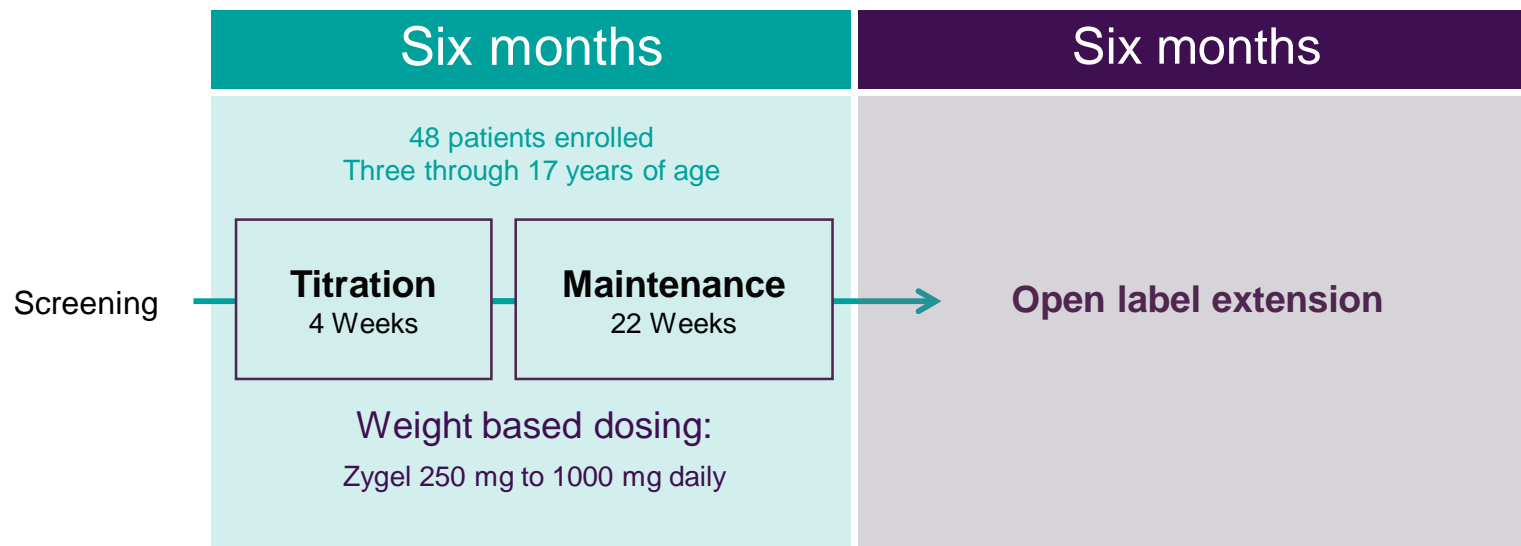 Six months
Six months
48 patients enrolled
Three through 17 years of age
Screening
Titration
4 Weeks
Maintenance
22 Weeks
Open label extension
Weight based dosing:
Zygel 250 mg to 1000 mg daily